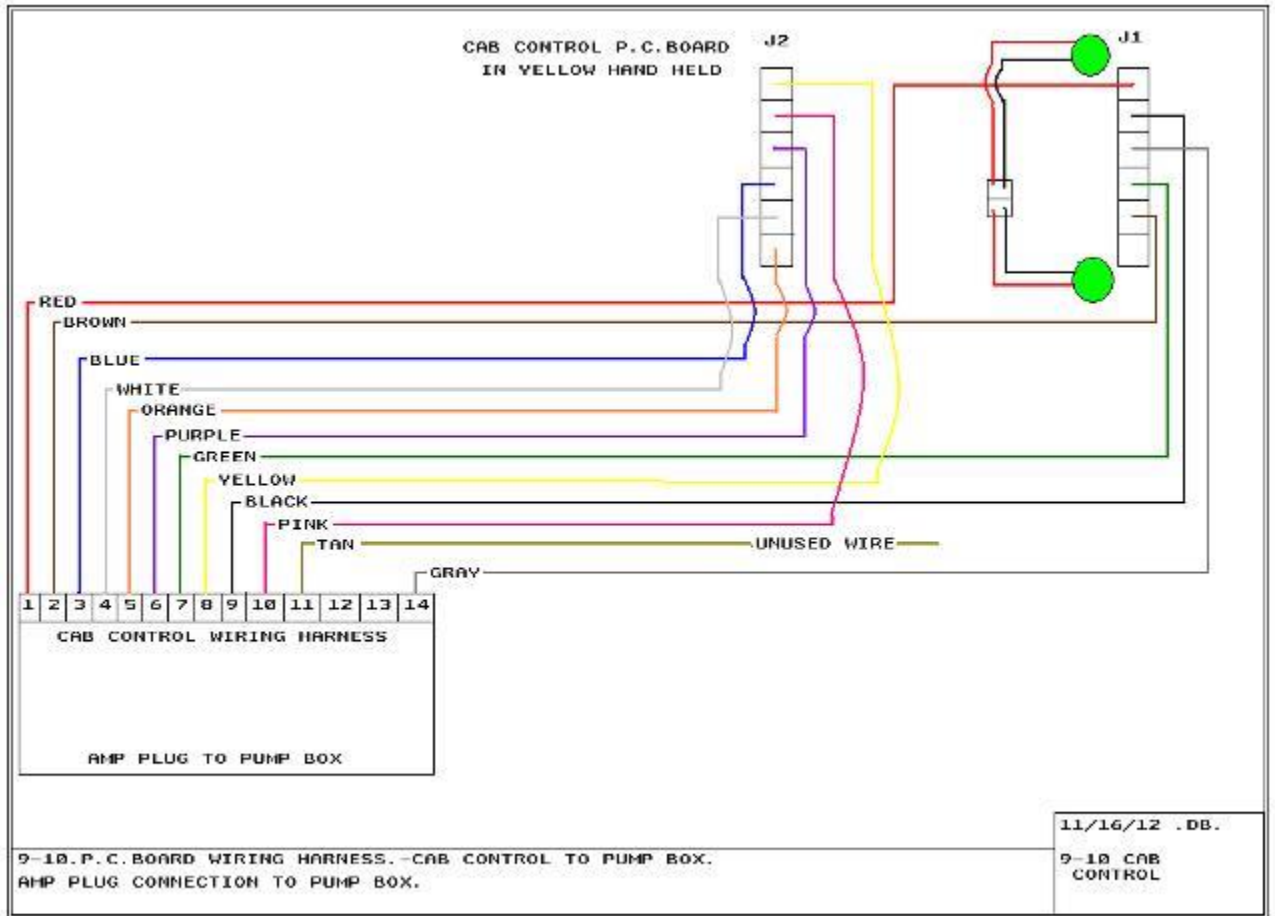 CAB CONTROL P.C.BOARD
IN YELLOW HAND HELD
J2
J1
RED
BROWN
BLUE
WHITE
ORANGE
PURPLE
GREEN
YELLOW
BLACK
PINK
TAN
UNUSED WIRE
GRAY
1 2 3 4 5 6 7 8 9 10 11 12 13 14
CAB CONTROL WIRING HARNESS
AMP PLUG TO PUMP BOX
11/16/12 .DB.
9-10 CAB
CONTROL
9-10.P.C.BOARD WIRING HARNESS.-CAB CONTROL TO PUMP BOX.
AMP PLUG CONNECTION TO PUMP BOX.